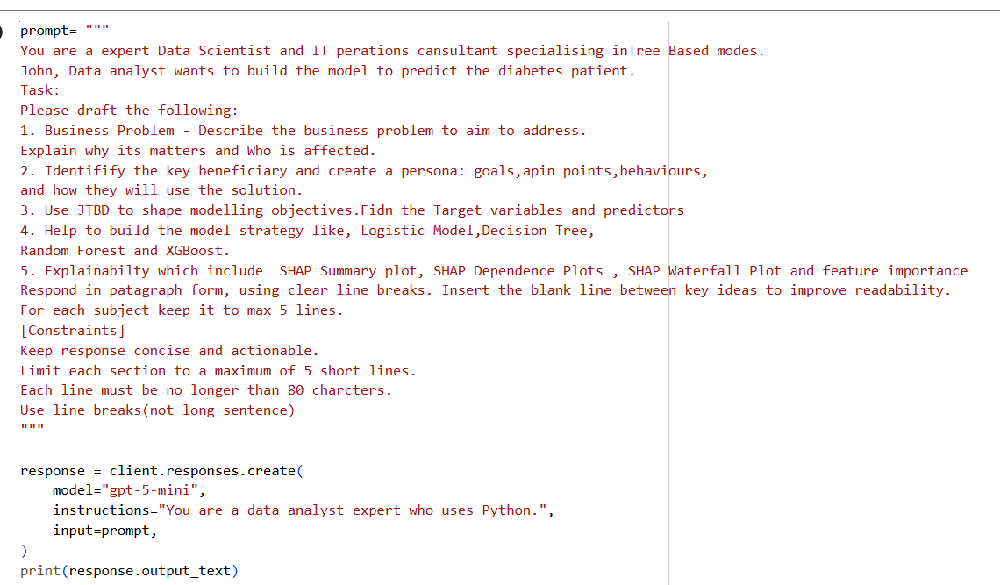 prompt= """
You are a expert Data Scientist and IT perations cansultant specialising inTree Based modes.
John, Data analyst wants to build the model to predict the diabetes patient.
Task:
Please draft the following:
1. Business Problem - Describe the business problem to aim to address.
Explain why its matters and Who is affected.
2. Identifify the key beneficiary and create a persona: goals,apin points,behaviours,
and how they will use the solution.
3. Use JTBD to shape modelling objectives.Fidn the Target variables and predictors
4. Help to build the model strategy like, Logistic Model,Decision Tree,
Random Forest and XGBoost.
5. Explainabilty which include  SHAP Summary plot, SHAP Dependence Plots , SHAP Waterfall Plot and feature importance
Respond in patagraph form, using clear line breaks. Insert the blank line between key ideas to improve readability.
For each subject keep it to max 5 lines.
[Constraints]
Keep response concise and actionable.
Limit each section to a maximum of 5 short lines.
Each line must be no longer than 80 charcters.
Use line breaks(not long sentence)
"""
response = client.responses.create(
    model="gpt-5-mini",
    instructions="You are a data analyst expert who uses Python.",
    input=prompt,
)
print(response.output_text)